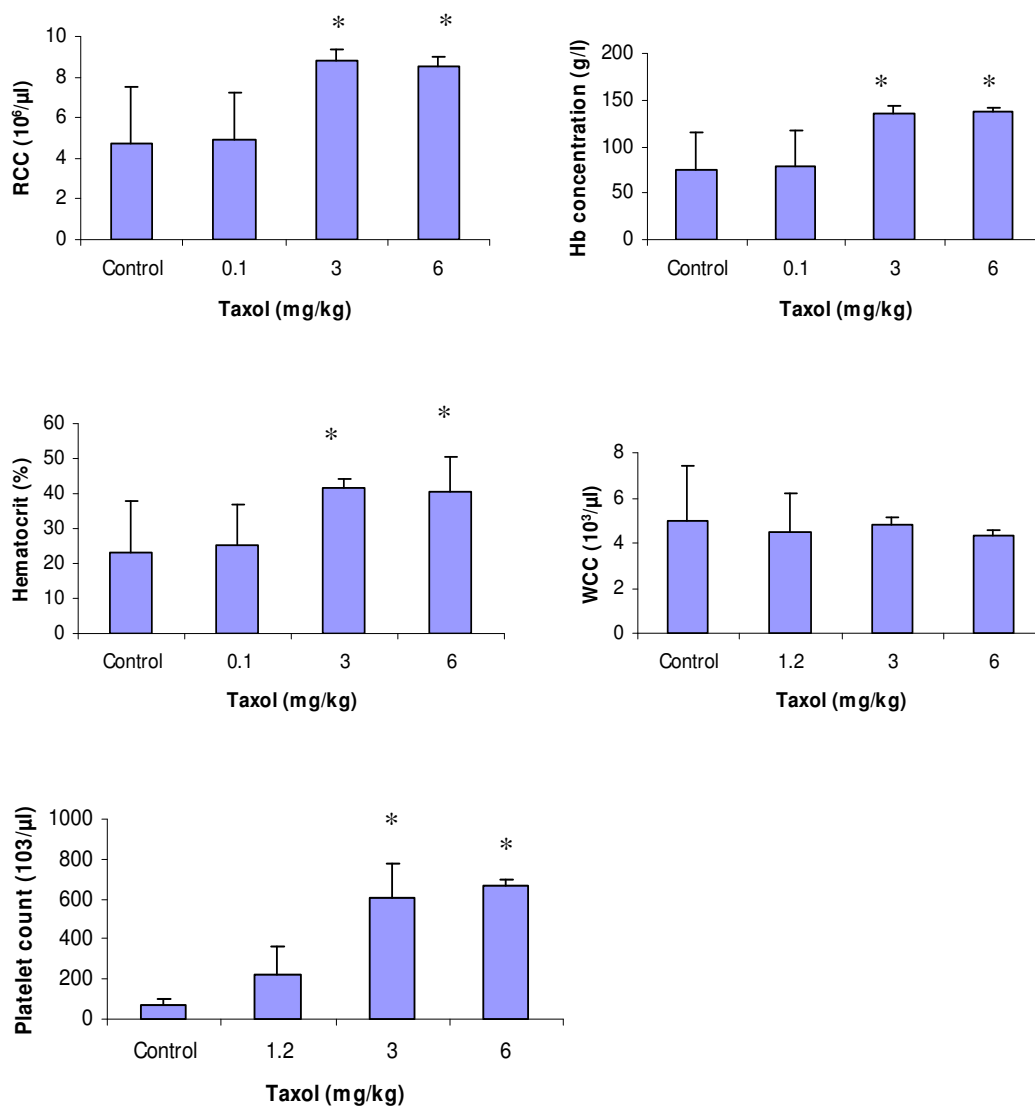 * *
10
8
6
4
2
0
RCC (10⁶/µl)
Control 0.1 3 6
Taxol (mg/kg)
* *
200
150
100
50
0
Hb concentration (g/l)
Control 0.1 3 6
Taxol (mg/kg)
* *
60
50
40
30
20
10
0
Hematocrit (%)
Control 0.1 3 6
Taxol (mg/kg)
8
6
4
2
0
WCC (10³/µl)
Control 1.2 3 6
Taxol (mg/kg)
* *
1000
800
600
400
200
0
Platelet count (103/µl)
Control 1.2 3 6
Taxol (mg/kg)